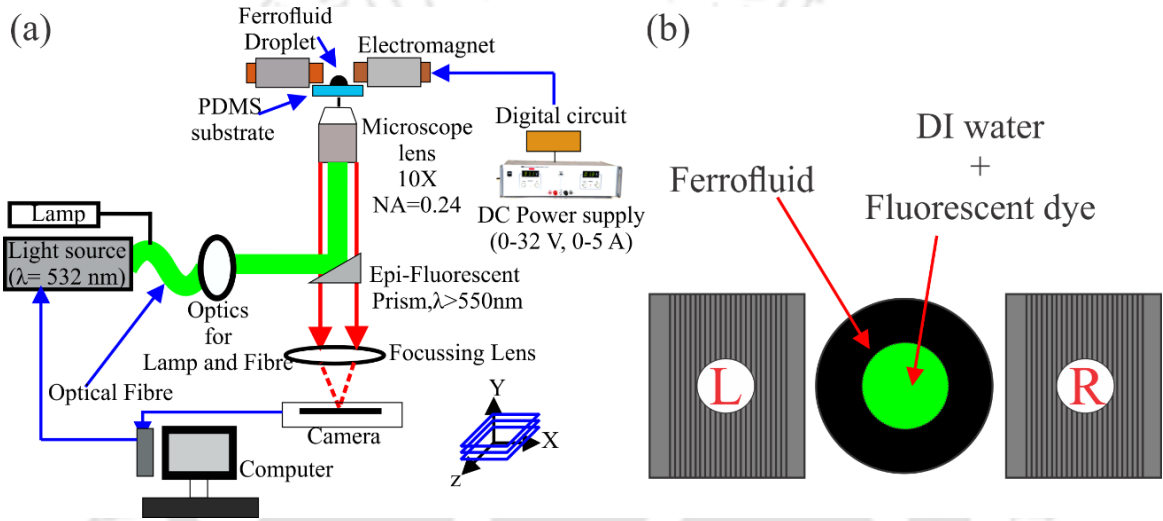 (a)
Ferrofluid
Droplet
Electromagnet
PDMS
substrate
Microscope
lens
10X
NA=0.24
Digital circuit
DC Power supply
(0-32 V, 0-5 A)
Lamp
Light source
(λ= 532 nm)
Optics
for
Lamp and Fibre
Epi-Fluorescent
Prism,λ>550nm
Optical Fibre
Focussing Lens
Camera
Computer
Y
X
z
(b)
Ferrofluid
DI water
+
Fluorescent dye
L
R